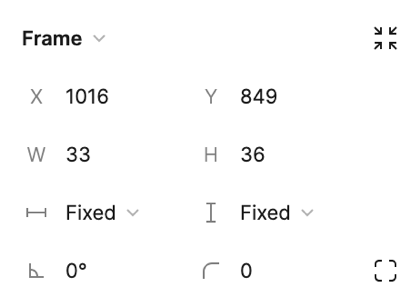 Frame
X 1016 Y 849
W 33 H 36
Fixed Fixed
0° 0